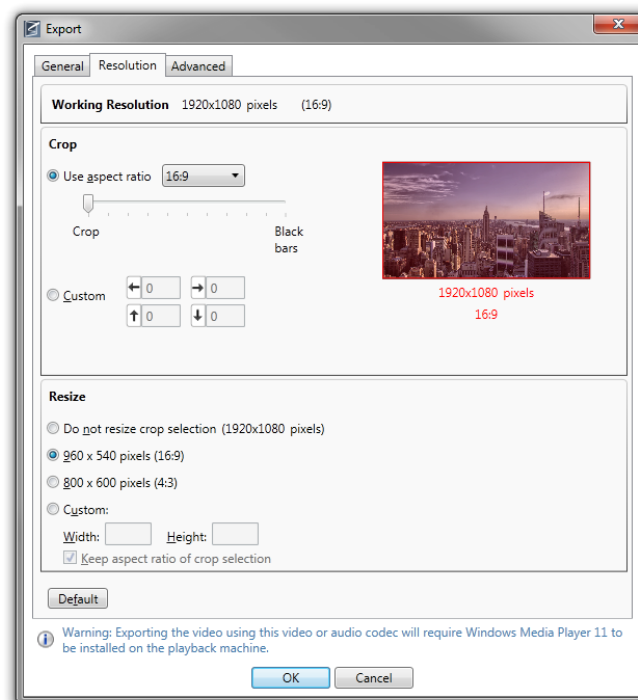 Export
General Resolution Advanced
Working Resolution 1920x1080 pixels (16:9)
Crop
Use aspect ratio 16:9
Crop Black
bars
1920x1080 pixels
16:9
Custom 0 0
0 0
Resize
Do not resize crop selection (1920x1080 pixels)
960 x 540 pixels (16:9)
800 x 600 pixels (4:3)
Custom:
Width: Height:
Keep aspect ratio of crop selection
Default
Warning: Exporting the video using this video or audio codec will require Windows Media Player 11 to
be installed on the playback machine.
OK Cancel